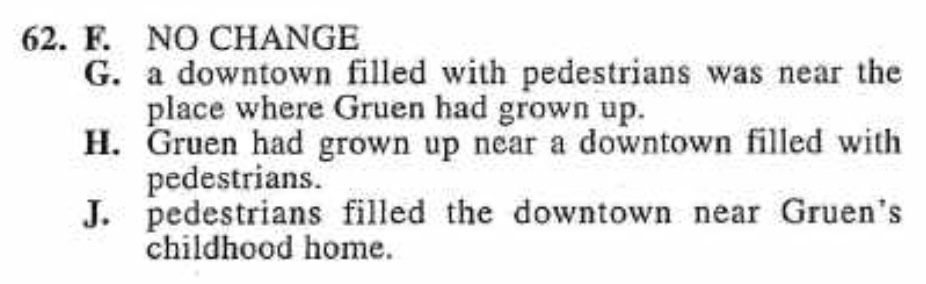 62. F. NO CHANGE
G. a downtown filled with pedestrians was near the
place where Gruen had grown up.
H. Gruen had grown up near a downtown filled with
pedestrians.
J. pedestrians filled the downtown near Gruen's
childhood home.